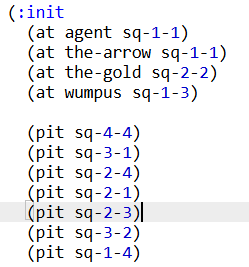 (:init
(at agent sq-1-1)
(at the-arrow sq-1-1)
(at the-gold sq-2-2)
(at wumpus sq-1-3)
(pit sq-4-4)
(pit sq-3-1)
(pit sq-2-4)
(pit sq-2-1)
(pit sq-2-3)
(pit sq-3-2)
(pit sq-1-4)